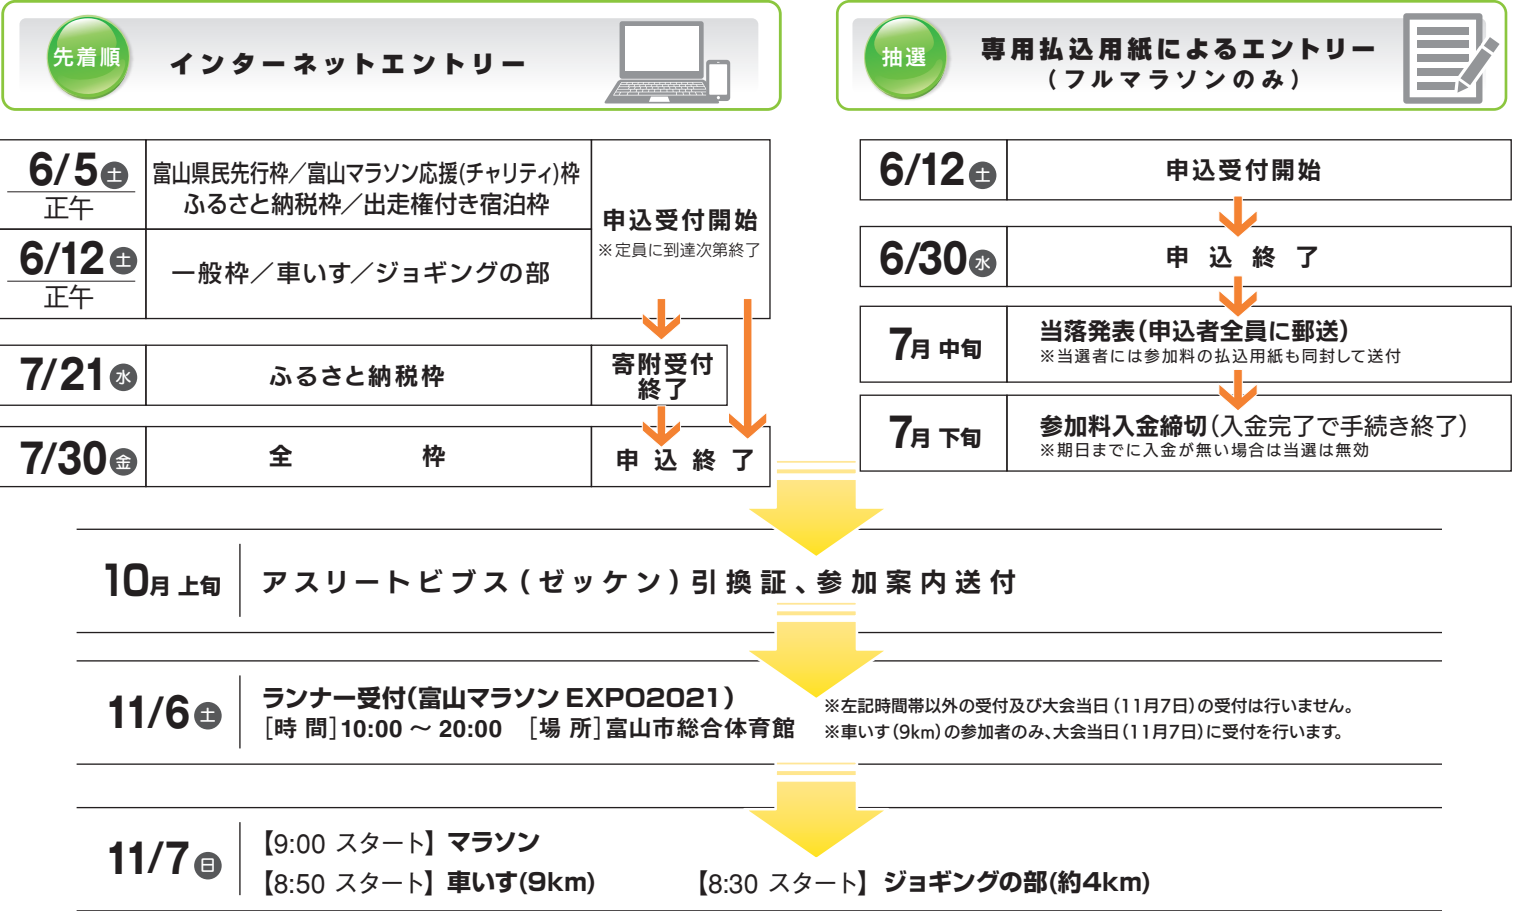 先着順
インターネットエントリー
6/5土
正午
富山県民先行枠／富山マラソン応援(チャリティ)枠
ふるさと納税枠／出走権付き宿泊枠
6/12土
正午
一般枠／車いす／ジョギングの部
申込受付開始
※定員に到達次第終了
7/21水
ふるさと納税枠
寄附受付
終了
7/30金
全枠
申込終了
抽選
専用払込用紙によるエントリー
(フルマラソンのみ)
6/12土
申込受付開始
6/30水
申込終了
7月 中旬
当落発表(申込者全員に郵送)
※当選者には参加料の払込用紙も同封して送付
7月 下旬
参加料入金締切(入金完了で手続き終了)
※期日までに入金が無い場合は当選は無効
10月 上旬
アスリートビブス(ゼッケン)引換証、参加案内送付
11/6土
ランナー受付(富山マラソン EXPO2021)
[時 間]10:00 ～ 20:00 [場 所]富山市総合体育館
※左記時間帯以外の受付及び大会当日(11月7日)の受付は行いません。
※車いす(9km)の参加者のみ、大会当日(11月7日)に受付を行います。
11/7日
【9:00 スタート】マラソン
【8:50 スタート】車いす(9km)
【8:30 スタート】ジョギングの部(約4km)